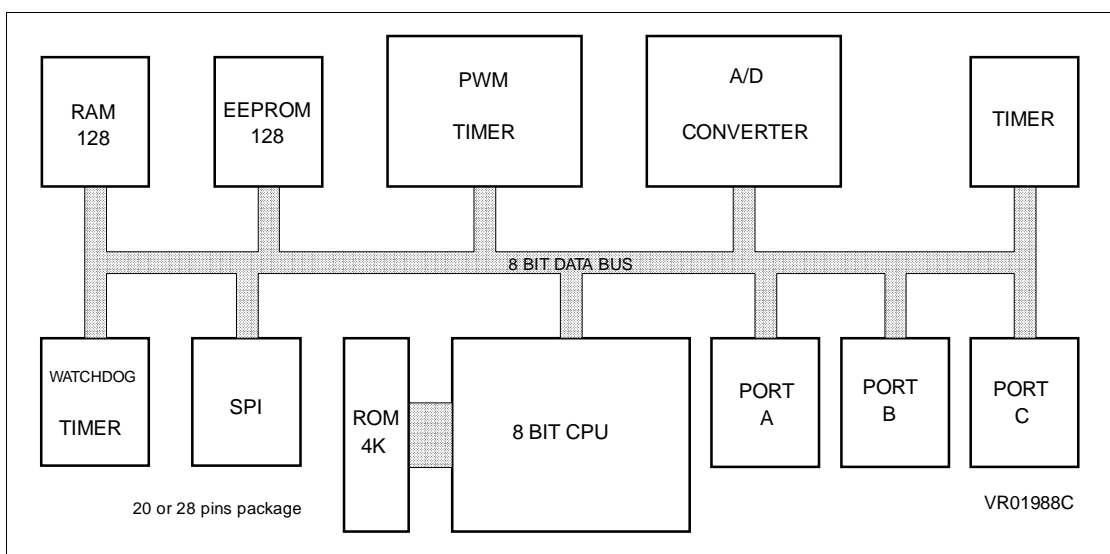 RAM
128
EEPROM
128
PWM
TIMER
A/D
CONVERTER
TIMER
8 BIT DATA BUS
WATCHDOG
TIMER
SPI
ROM
4K
8 BIT CPU
PORT
A
PORT
B
PORT
C
20 or 28 pins package
VR01988C